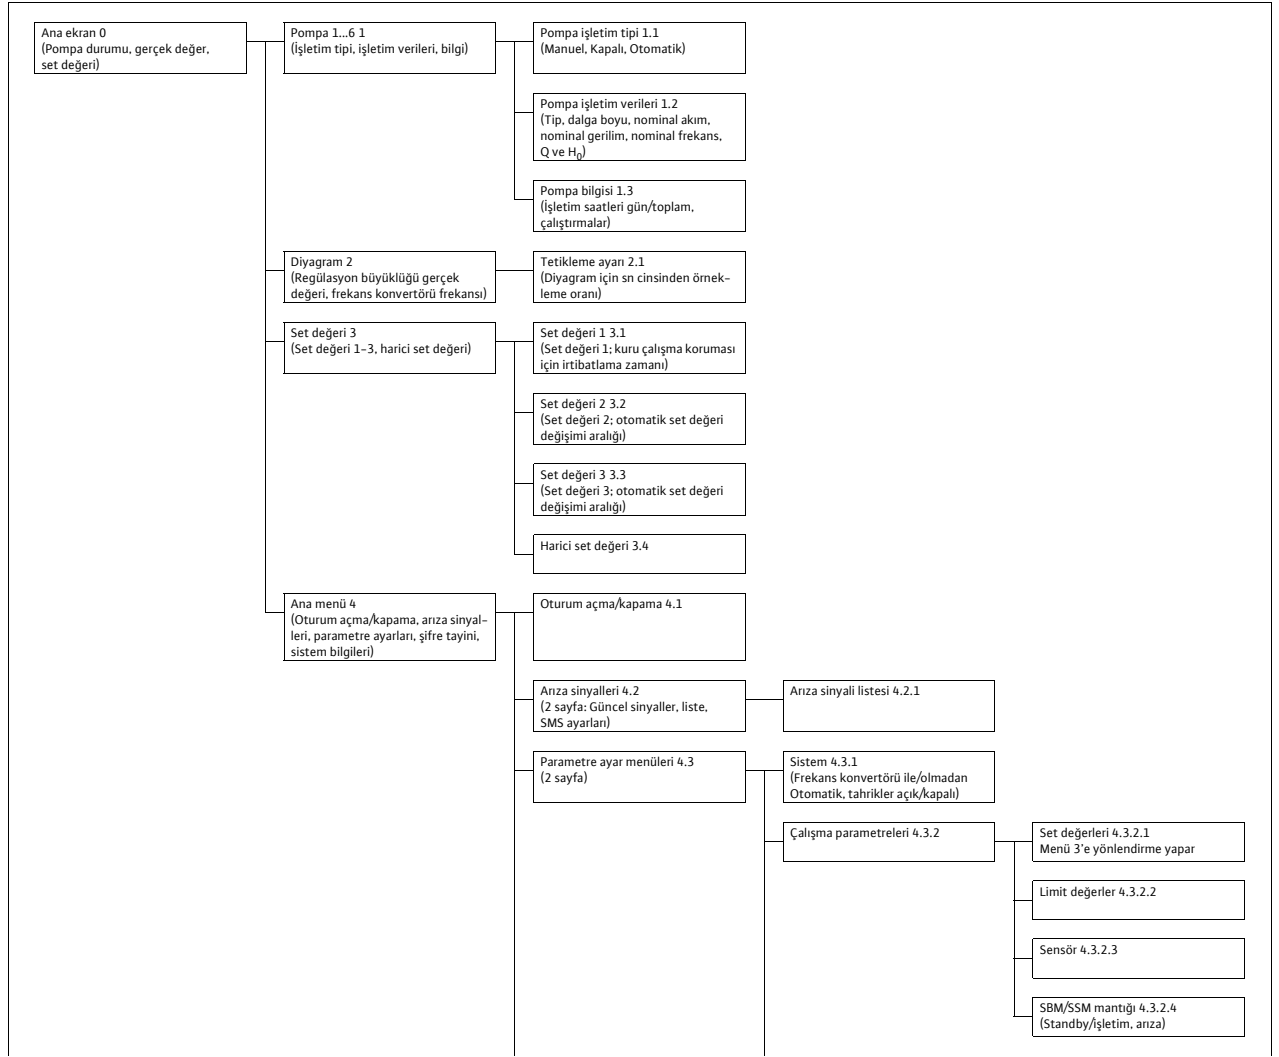 Ana ekran 0
(Pompa durumu, gerçek değer,
set değeri)
Pompa 1...6 1
(İşletim tipi, işletim verileri, bilgi)
Pompa işletim tipi 1.1
(Manuel, Kapalı, Otomatik)
Pompa işletim verileri 1.2
(Tip, dalga boyu, nominal akım,
nominal gerilim, nominal frekans,
Q ve H0)
Pompa bilgisi 1.3
(İşletim saatleri gün/toplam,
çalıştırmalar)
Diyagram 2
(Regülasyon büyüklüğü gerçek
değeri, frekans konvertörü frekansı)
Tetikleme ayarı 2.1
(Diyagram için sn cinsinden örnek-
leme oranı)
Set değeri 3
(Set değeri 1-3, harici set değeri)
Set değeri 1 3.1
(Set değeri 1; kuru çalışma koruması
için irtibatlama zamanı)
Set değeri 2 3.2
(Set değeri 2; otomatik set değeri
değişimi aralığı)
Set değeri 3 3.3
(Set değeri 3; otomatik set değeri
değişimi aralığı)
Harici set değeri 3.4
Ana menü 4
(Oturum açma/kapama, arıza sinyal-
leri, parametre ayarları, şifre tayini,
sistem bilgileri)
Oturum açma/kapama 4.1
Arıza sinyalleri 4.2
(2 sayfa: Güncel sinyaller, liste,
SMS ayarları)
Arıza sinyali listesi 4.2.1
Parametre ayar menüleri 4.3
(2 sayfa)
Sistem 4.3.1
(Frekans konvertörü ile/olmadan
Otomatik, tahrikler açık/kapalı)
Çalışma parametreleri 4.3.2
Set değerleri 4.3.2.1
Menü 3'e yönlendirme yapar
Limit değerler 4.3.2.2
Sensör 4.3.2.3
SBM/SSM mantığı 4.3.2.4
(Standby/işletim, arıza)